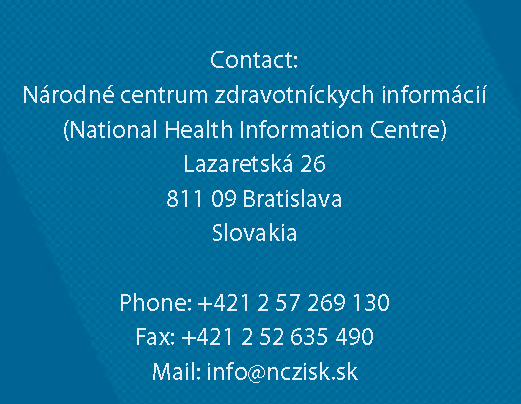 Contact:
Národné centrum zdravotníckych informácií
(National Health Information Centre)
Lazaretská 26
811 09 Bratislava
Slovakia
Phone: +421 2 57 269 130
Fax: +421 2 52 635 490
Mail: info@nczisk.sk